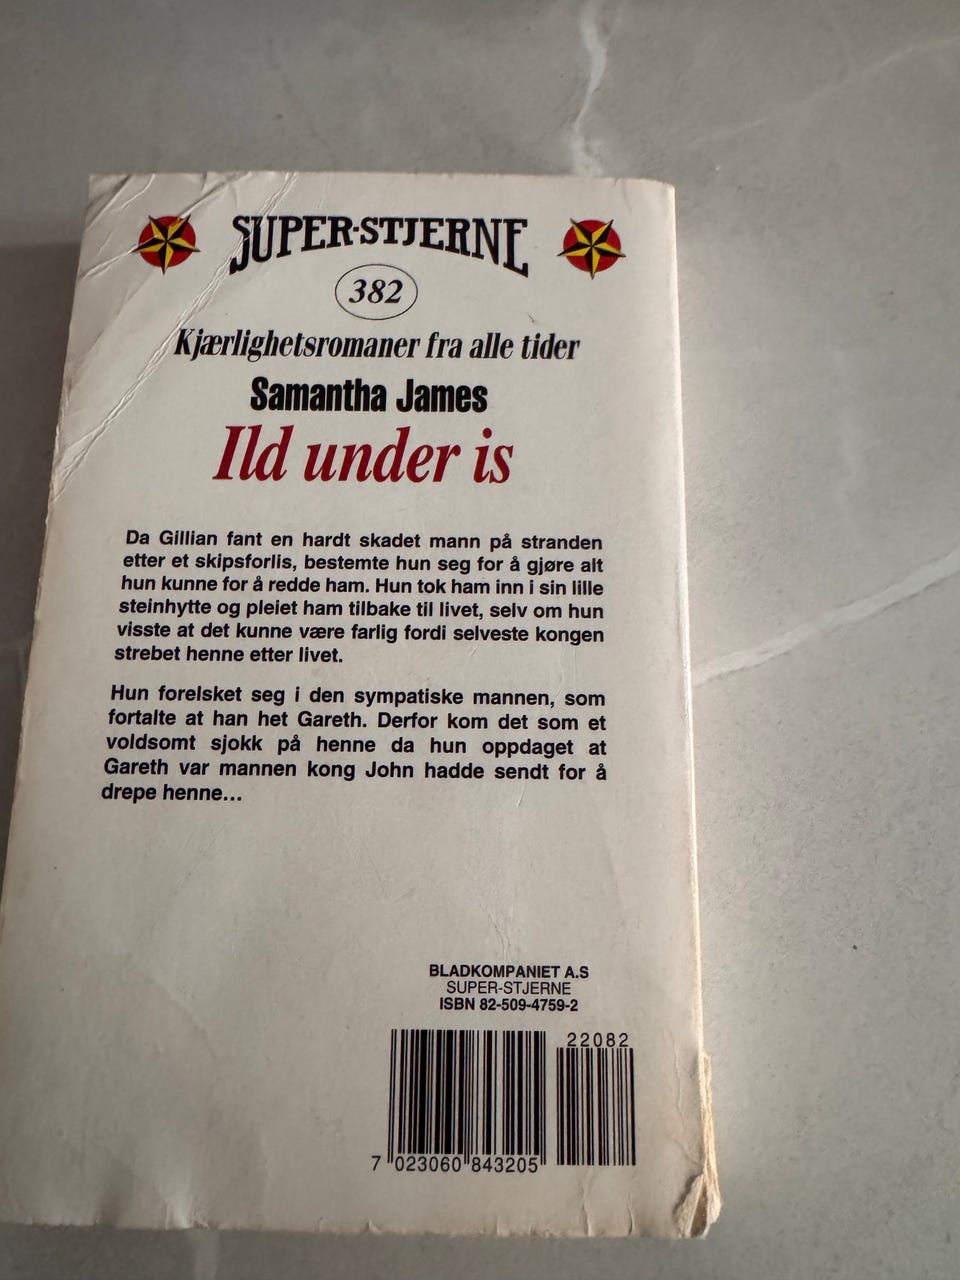 SUPER-STJERNE
382
Kjærlighetsromaner fra alle tider
Samantha James
Ild under is
Da Gillian fant en hardt skadet mann på stranden
etter et skipsforlis, bestemte hun seg for å gjøre alt
hun kunne for å redde ham. Hun tok ham inn i sin lille
steinhytte og pleiet ham tilbake til livet, selv om hun
visste at det kunne være farlig fordi selveste kongen
strebet henne etter livet.
Hun forelsket seg i den sympatiske mannen, som
fortalte at han het Gareth. Derfor kom det som et
voldsomt sjokk på henne da hun oppdaget at
Gareth var mannen kong John hadde sendt for å
drepe henne...
BLADKOMPANIET A.S
SUPER-STJERNE
ISBN 82-509-4759-2
22082
7 023060 843205